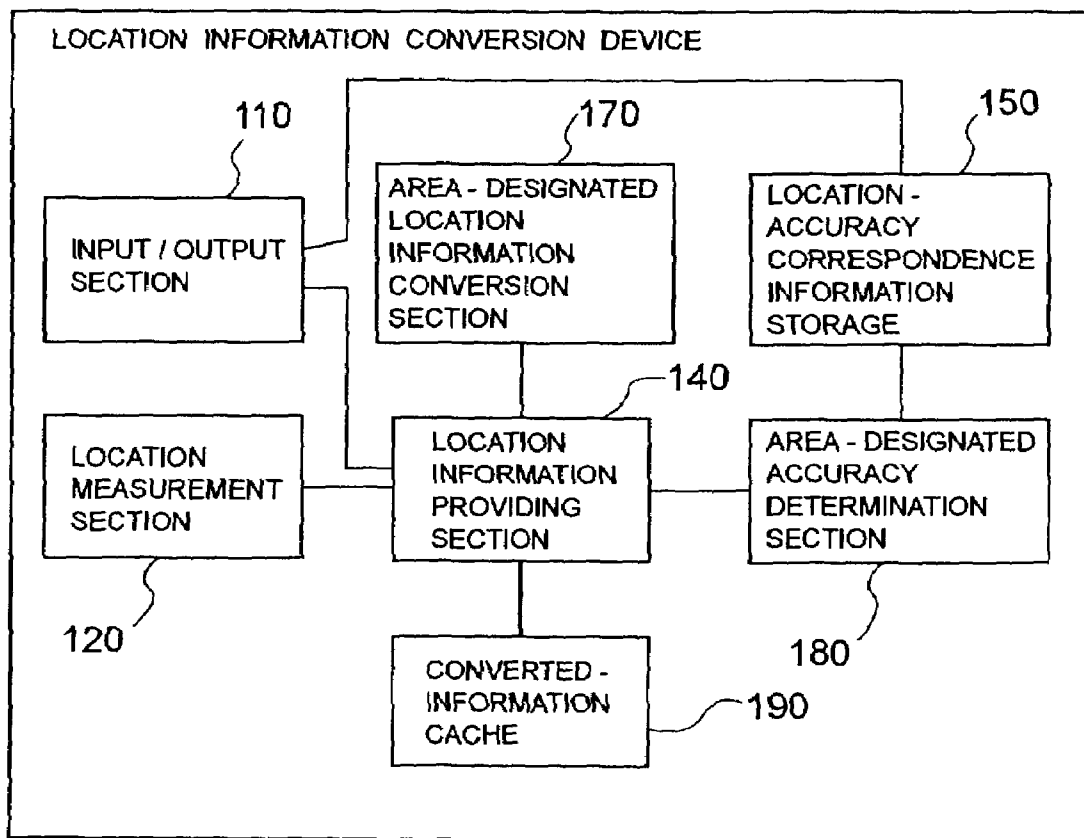 LOCATION INFORMATION CONVERSION DEVICE
110
170
150
INPUT / OUTPUT
SECTION
AREA - DESIGNATED
LOCATION
INFORMATION
CONVERSION
SECTION
LOCATION -
ACCURACY
CORRESPONDENCE
INFORMATION
STORAGE
140
LOCATION
MEASUREMENT
SECTION
LOCATION
INFORMATION
PROVIDING
SECTION
AREA - DESIGNATED
ACCURACY
DETERMINATION
SECTION
120
180
CONVERTED -
INFORMATION
CACHE
190